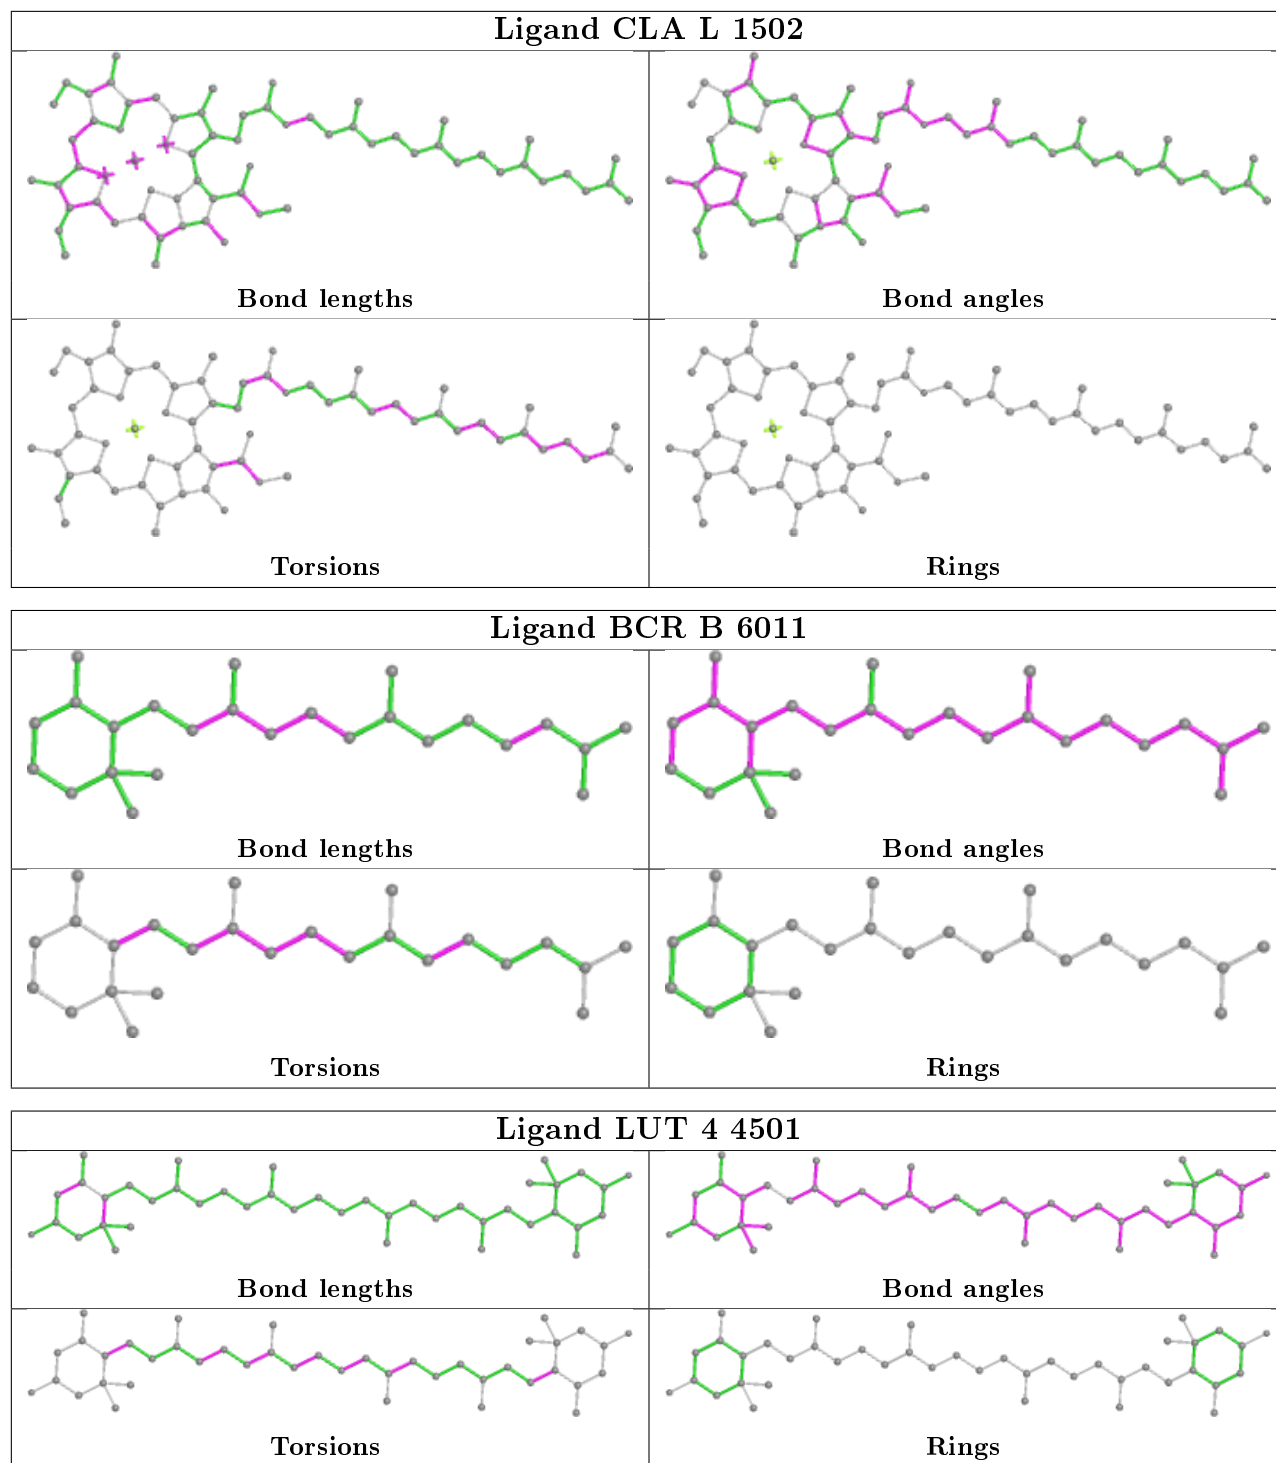 Ligand CLA L 1502
Bond lengths
Bond angles
Torsions
Rings
Ligand BCR B 6011
Bond lengths
Bond angles
Torsions
Rings
Ligand LUT 4 4501
Bond lengths
Bond angles
Torsions
Rings